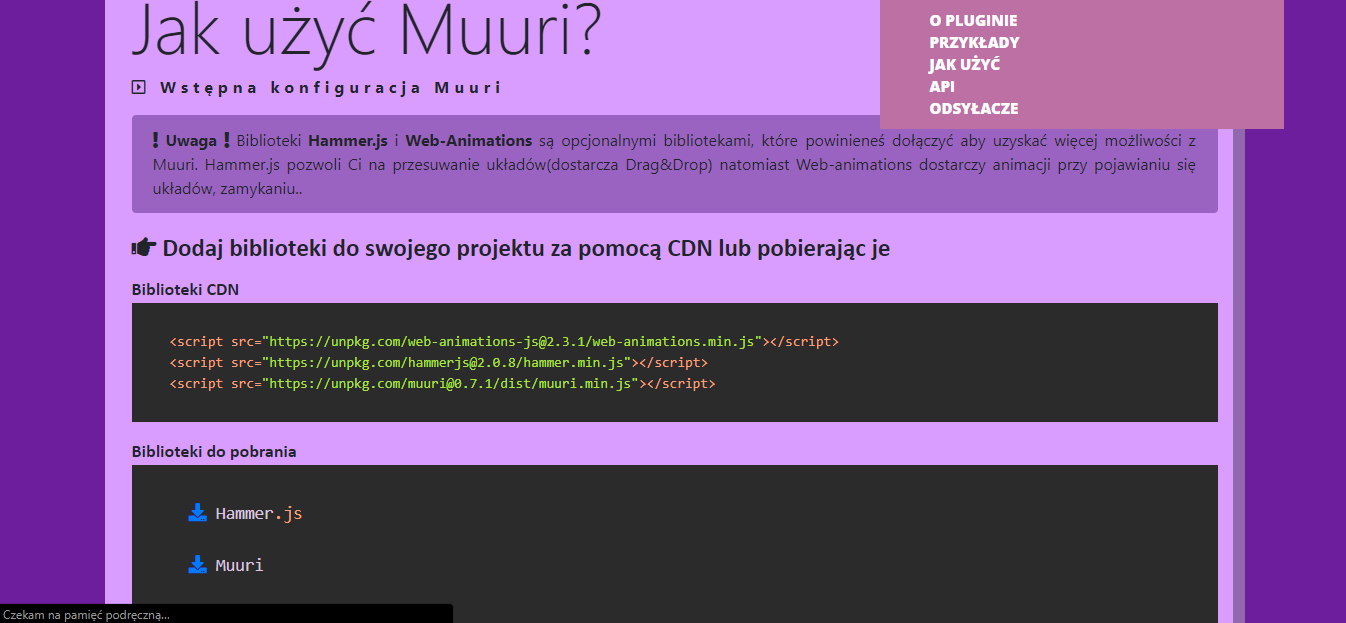 Jak użyć Muuri?
O PLUGINIE
PRZYKŁADY
JAK UŻYĆ
API
ODSYŁACZE
Wstępna konfiguracja Muuri
! Uwaga ! Biblioteki Hammer.js i Web-Animations są opcjonalnymi bibliotekami, które powinieneś dołączyć aby uzyskać więcej możliwości z
Muuri. Hammer.js pozwoli Ci na przesuwanie układów(dostarcza Drag&Drop) natomiast Web-animations dostarczy animacji przy pojawianiu się
układów, zamykaniu..
Dodaj biblioteki do swojego projektu za pomocą CDN lub pobierając je
Biblioteki CDN
<script src="https://unpkg.com/web-animations-js@2.3.1/web-animations.min.js"></script>
<script src="https://unpkg.com/hammerjs@2.0.8/hammer.min.js"></script>
<script src="https://unpkg.com/muuri@0.7.1/dist/muuri.min.js"></script>
Biblioteki do pobrania
Hammer.js
Muuri
Czekam na pamięć podręczną...